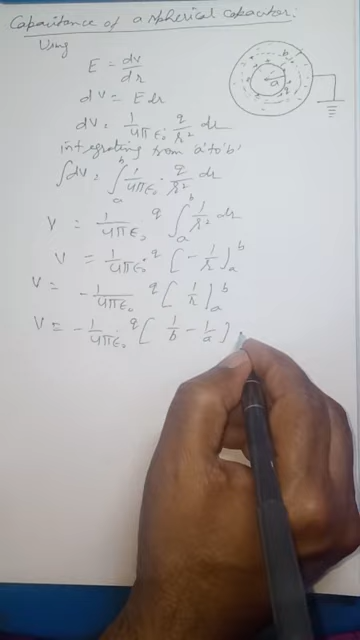 Capacitance of a spherical capacitor:
Using
E = dv/dr
dv = E dr
dv = 1/4πε₀ · q/r² dr
integrating from 'a' to 'b'
∫dv = ∫ₐᵇ 1/4πε₀ · q/r² dr
V = 1/4πε₀ q ∫ₐᵇ 1/r² dr
V = 1/4πε₀ · q [ - 1/r ]ₐᵇ
V = - 1/4πε₀ q [ 1/r ]ₐᵇ
V = - 1/4πε₀ q [ 1/b - 1/a ]
b
a